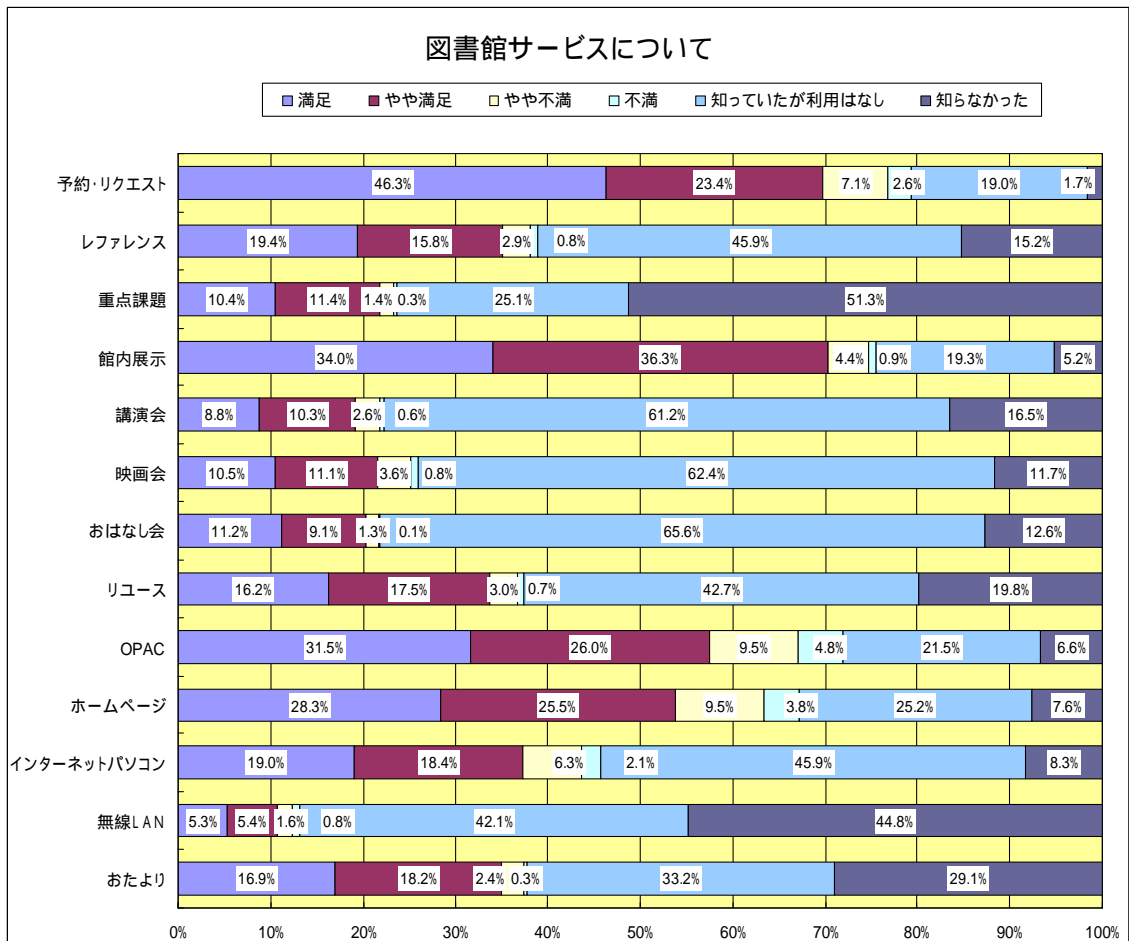 図書館サービスについて
満足 やや満足 やや不満 不満 知っていたが利用はなし 知らなかった
予約・リクエスト 46.3% 23.4% 7.1% 2.6% 19.0% 1.7%
レファレンス 19.4% 15.8% 2.9% 0.8% 45.9% 15.2%
重点課題 10.4% 11.4% 1.4% 0.3% 25.1% 51.3%
館内展示 34.0% 36.3% 4.4% 0.9% 19.3% 5.2%
講演会 8.8% 10.3% 2.6% 0.6% 61.2% 16.5%
映画会 10.5% 11.1% 3.6% 0.8% 62.4% 11.7%
おはなし会 11.2% 9.1% 1.3% 0.1% 65.6% 12.6%
リユース 16.2% 17.5% 3.0% 0.7% 42.7% 19.8%
OPAC 31.5% 26.0% 9.5% 4.8% 21.5% 6.6%
ホームページ 28.3% 25.5% 9.5% 3.8% 25.2% 7.6%
インターネットパソコン 19.0% 18.4% 6.3% 2.1% 45.9% 8.3%
無線LAN 5.3% 5.4% 1.6% 0.8% 42.1% 44.8%
おたより 16.9% 18.2% 2.4% 0.3% 33.2% 29.1%
0% 10% 20% 30% 40% 50% 60% 70% 80% 90% 100%